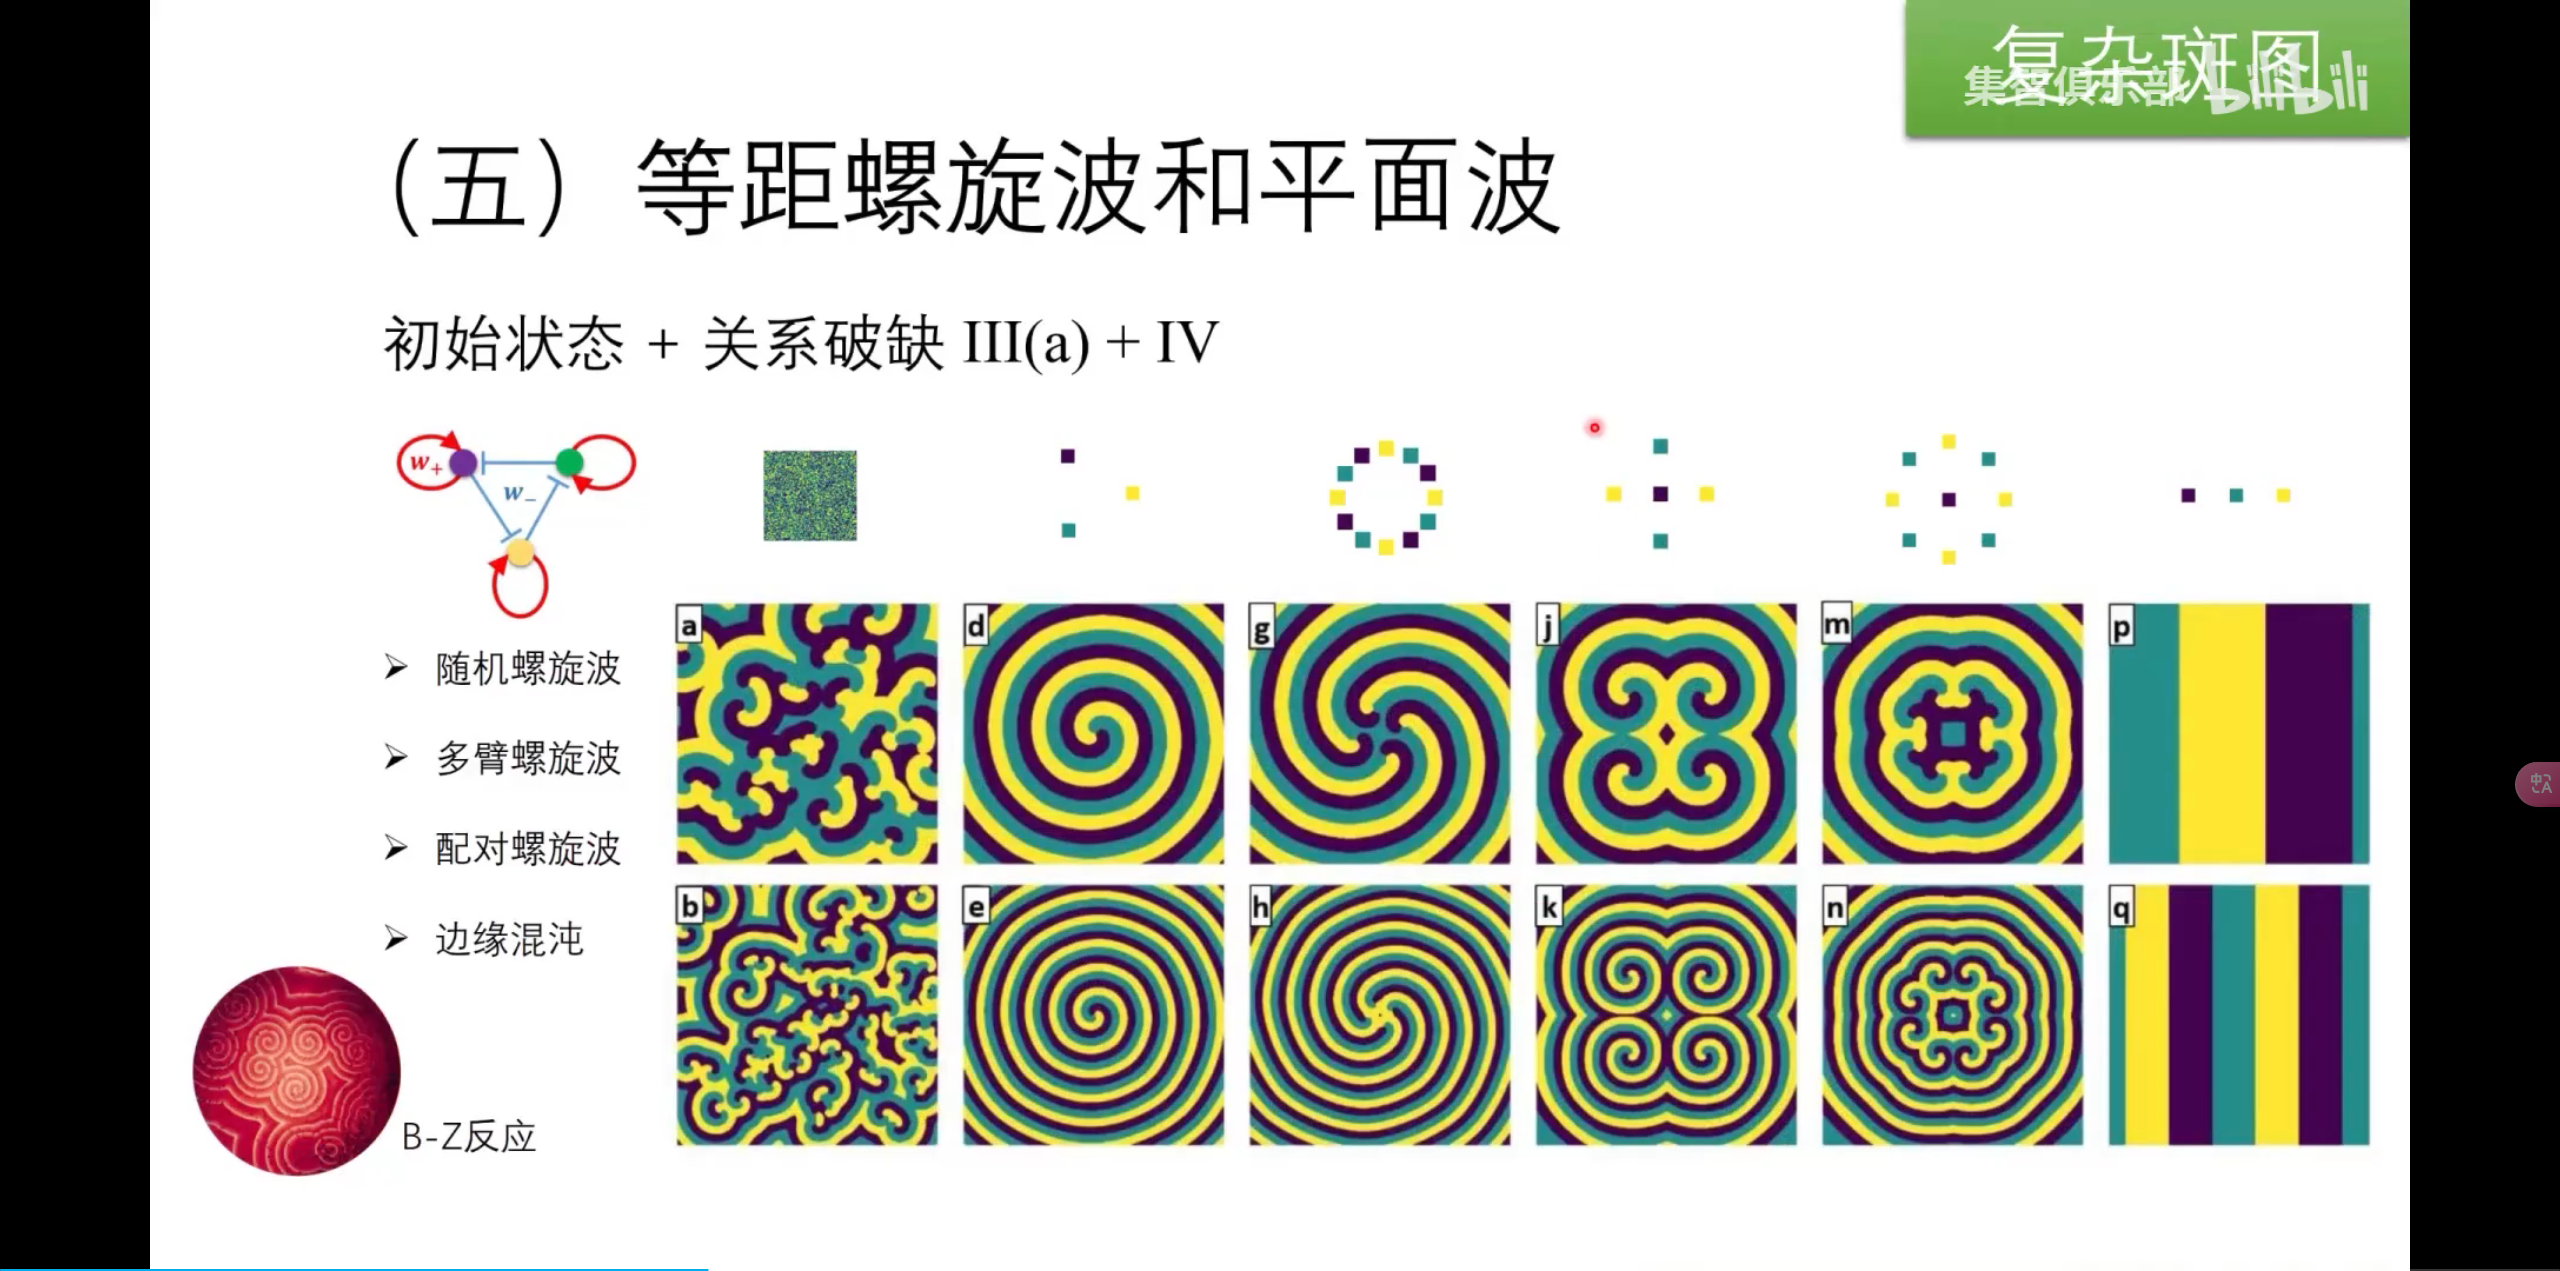 复杂斑图
集智俱乐部 bilibili
（五）等距螺旋波和平面波
初始状态 + 关系破缺 III(a) + IV
w+
w−
a
d
g
j
m
p
➢ 随机螺旋波
➢ 多臂螺旋波
➢ 配对螺旋波
➢ 边缘混沌
b
e
h
k
n
q
B-Z反应
中
A